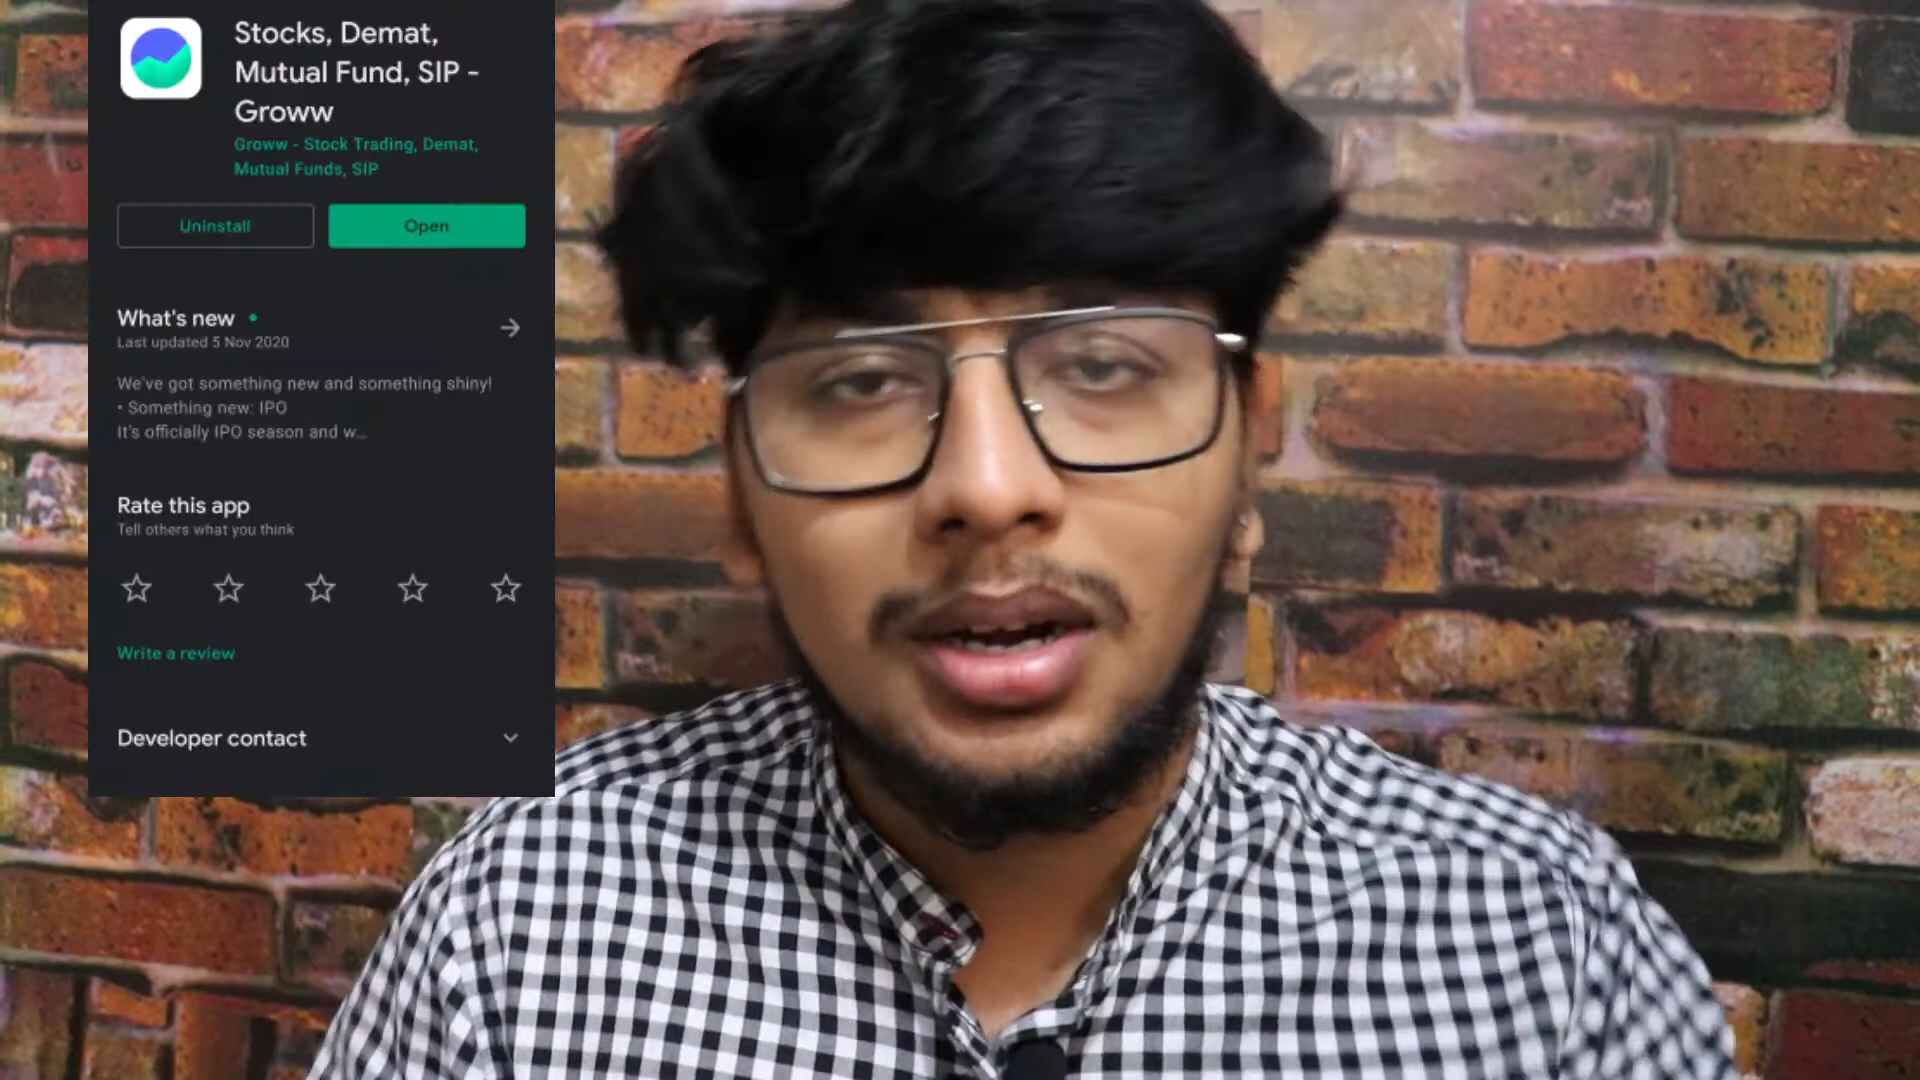 Stocks, Demat,
Mutual Fund, SIP -
Groww
Groww - Stock Trading, Demat,
Mutual Funds, SIP
Uninstall
Open
What's new
Last updated 5 Nov 2020
We've got something new and something shiny!
• Something new: IPO
It's officially IPO season and w...
Rate this app
Tell others what you think
Write a review
Developer contact